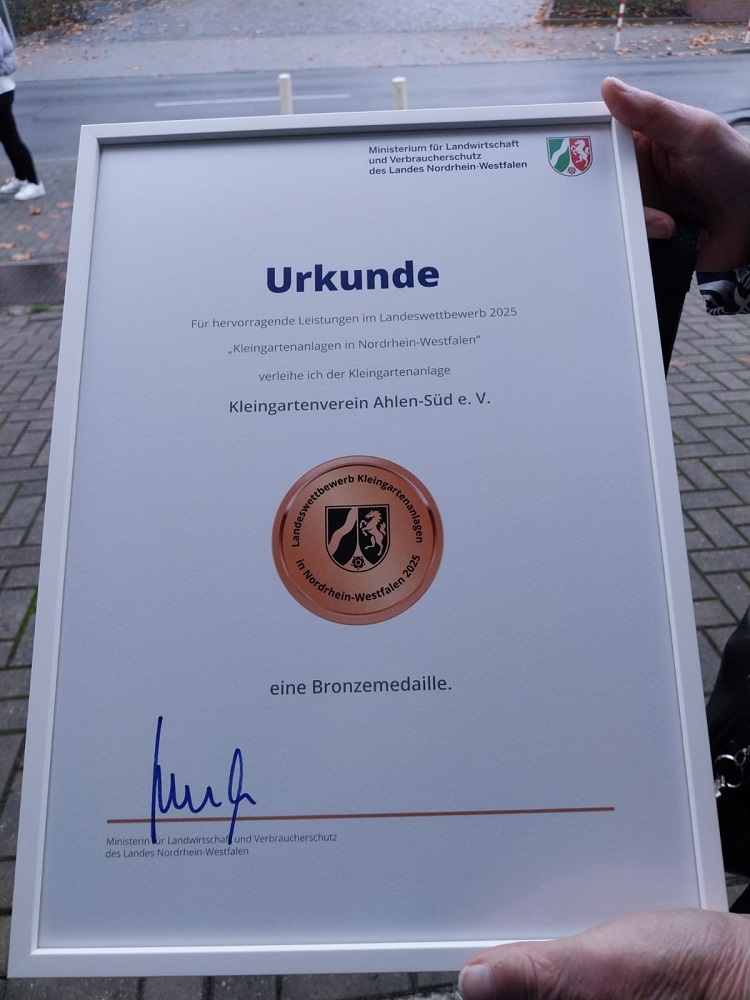 Ministerium für Landwirtschaft
und Verbraucherschutz
des Landes Nordrhein-Westfalen
Urkunde
Für hervorragende Leistungen im Landeswettbewerb 2025
„Kleingartenanlagen in Nordrhein-Westfalen“
verleihe ich der Kleingartenanlage
Kleingartenverein Ahlen-Süd e. V.
Landeswettbewerb Kleingartenanlagen
in Nordrhein-Westfalen 2025
eine Bronzemedaille.
Ministerin für Landwirtschaft und Verbraucherschutz
des Landes Nordrhein-Westfalen